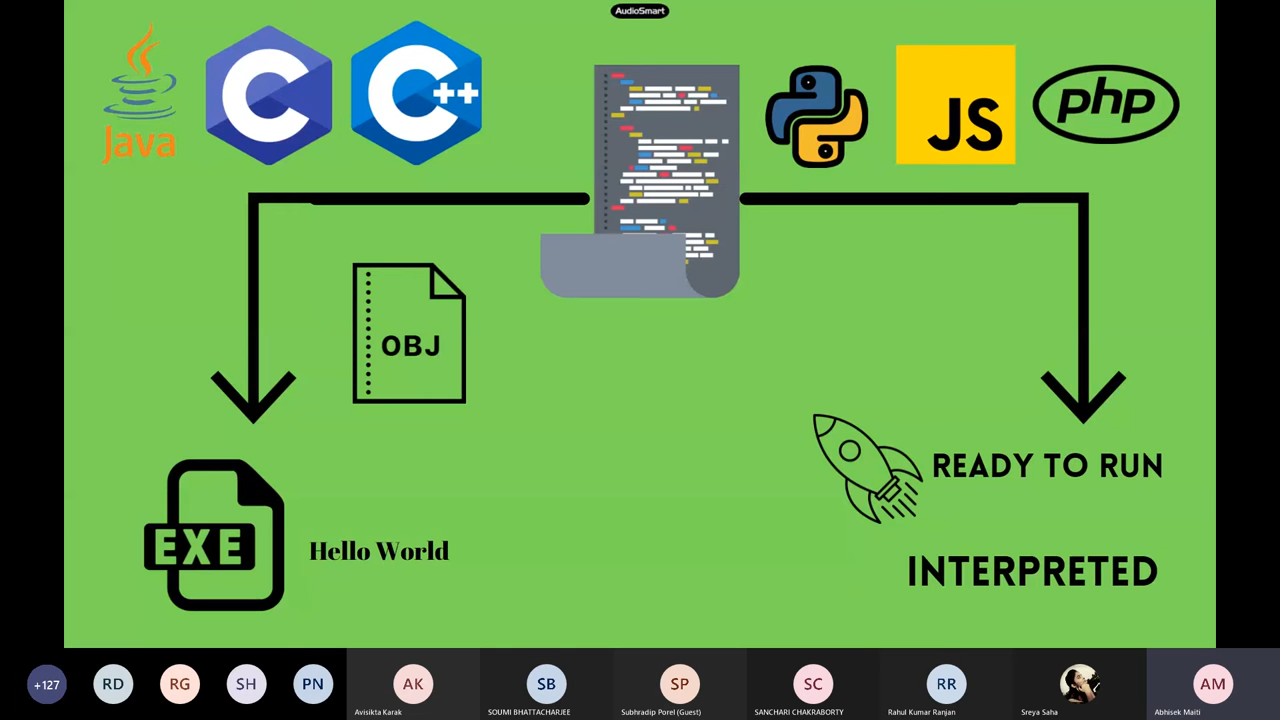 AudioSmart
Java
C
C++
JS
php
OBJ
EXE
Hello World
READY TO RUN
INTERPRETED
+127
RD
RG
SH
PN
AK
SB
SP
SC
RR
AM
Avisikta Karak
SOUMI BHATTACHARJEE
Subhradip Porel (Guest)
SANCHARI CHAKRABORTY
Rahul Kumar Ranjan
Sreya Saha
Abhisek Maiti